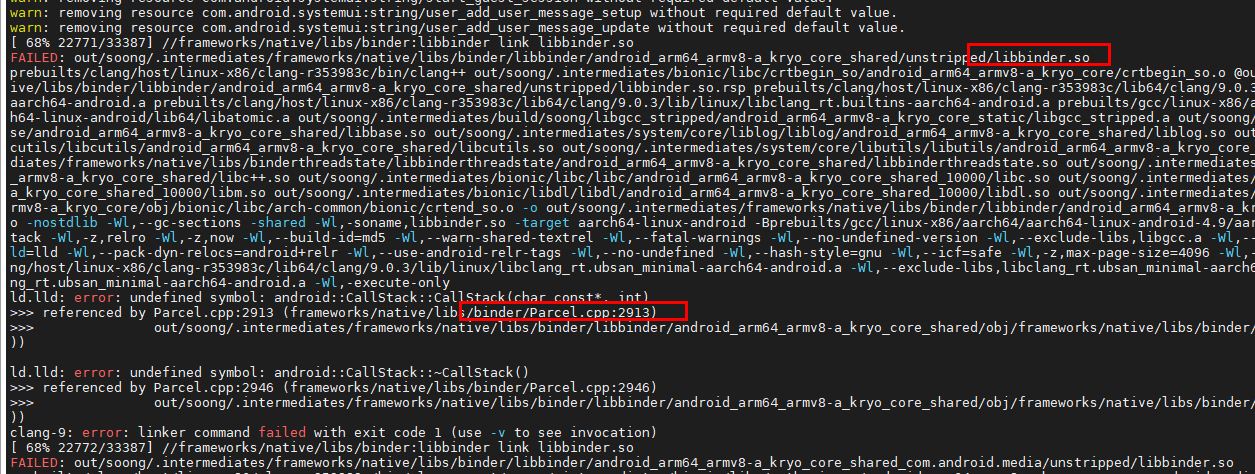 warn: removing resource com.android.systemui:string/start_guest_session without required default value.
warn: removing resource com.android.systemui:string/user_add_user_message_setup without required default value.
warn: removing resource com.android.systemui:string/user_add_user_message_update without required default value.
[ 68% 22771/33387] //frameworks/native/libs/binder:libbinder link libbinder.so
FAILED: out/soong/.intermediates/frameworks/native/libs/binder/libbinder/android_arm64_armv8-a_kryo_core_shared/unstripped/libbinder.so
prebuilts/clang/host/linux-x86/clang-r353983c/bin/clang++ out/soong/.intermediates/bionic/libc/crtbegin_so/android_arm64_armv8-a_kryo_core/crtbegin_so.o @ou
ive/libs/binder/libbinder/android_arm64_armv8-a_kryo_core_shared/unstripped/libbinder.so.rsp prebuilts/clang/host/linux-x86/clang-r353983c/lib64/clang/9.0.3
aarch64-android.a prebuilts/clang/host/linux-x86/clang-r353983c/lib64/clang/9.0.3/lib/linux/libclang_rt.builtins-aarch64-android.a prebuilts/gcc/linux-x86/a
h64-linux-android/lib64/libatomic.a out/soong/.intermediates/build/soong/libgcc_stripped/android_arm64_armv8-a_kryo_core_static/libgcc_stripped.a out/soong/
se/android_arm64_armv8-a_kryo_core_shared/libbase.so out/soong/.intermediates/system/core/liblog/liblog/android_arm64_armv8-a_kryo_core_shared/liblog.so out
cutils/libcutils/android_arm64_armv8-a_kryo_core_shared/libcutils.so out/soong/.intermediates/system/core/libutils/libutils/android_arm64_armv8-a_kryo_core_
diates/frameworks/native/libs/binderthreadstate/libbinderthreadstate/android_arm64_armv8-a_kryo_core_shared/libbinderthreadstate.so out/soong/.intermediates
_armv8-a_kryo_core_shared/libc++.so out/soong/.intermediates/bionic/libc/libc/android_arm64_armv8-a_kryo_core_shared_10000/libc.so out/soong/.intermediates/
a_kryo_core_shared_10000/libm.so out/soong/.intermediates/bionic/libdl/libdl/android_arm64_armv8-a_kryo_core_shared_10000/libdl.so out/soong/.intermediates/
rmv8-a_kryo_core/obj/bionic/libc/arch-common/bionic/crtend_so.o -o out/soong/.intermediates/frameworks/native/libs/binder/libbinder/android_arm64_armv8-a_kr
o -nostdlib -Wl,--gc-sections -shared -Wl,-soname,libbinder.so -target aarch64-linux-android -Bprebuilts/gcc/linux-x86/aarch64/aarch64-linux-android-4.9/aar
tack -Wl,-z,relro -Wl,-z,now -Wl,--build-id=md5 -Wl,--warn-shared-textrel -Wl,--fatal-warnings -Wl,--no-undefined-version -Wl,--exclude-libs,libgcc.a -Wl,--
ld=lld -Wl,--pack-dyn-relocs=android+relr -Wl,--use-android-relr-tags -Wl,--no-undefined -Wl,--hash-style=gnu -Wl,--icf=safe -Wl,-z,max-page-size=4096 -Wl,-
ng/host/linux-x86/clang-r353983c/lib64/clang/9.0.3/lib/linux/libclang_rt.ubsan_minimal-aarch64-android.a -Wl,--exclude-libs,libclang_rt.ubsan_minimal-aarch6
ng_rt.ubsan_minimal-aarch64-android.a -Wl,-execute-only
ld.lld: error: undefined symbol: android::CallStack::CallStack(char const*, int)
>>> referenced by Parcel.cpp:2913 (frameworks/native/libs/binder/Parcel.cpp:2913)
>>> out/soong/.intermediates/frameworks/native/libs/binder/libbinder/android_arm64_armv8-a_kryo_core_shared/obj/frameworks/native/libs/binder/
))
ld.lld: error: undefined symbol: android::CallStack::~CallStack()
>>> referenced by Parcel.cpp:2946 (frameworks/native/libs/binder/Parcel.cpp:2946)
>>> out/soong/.intermediates/frameworks/native/libs/binder/libbinder/android_arm64_armv8-a_kryo_core_shared/obj/frameworks/native/libs/binder/
))
clang-9: error: linker command failed with exit code 1 (use -v to see invocation)
[ 68% 22772/33387] //frameworks/native/libs/binder:libbinder link libbinder.so
FAILED: out/soong/.intermediates/frameworks/native/libs/binder/libbinder/android_arm64_armv8-a_kryo_core_shared_com.android.media/unstripped/libbinder.so